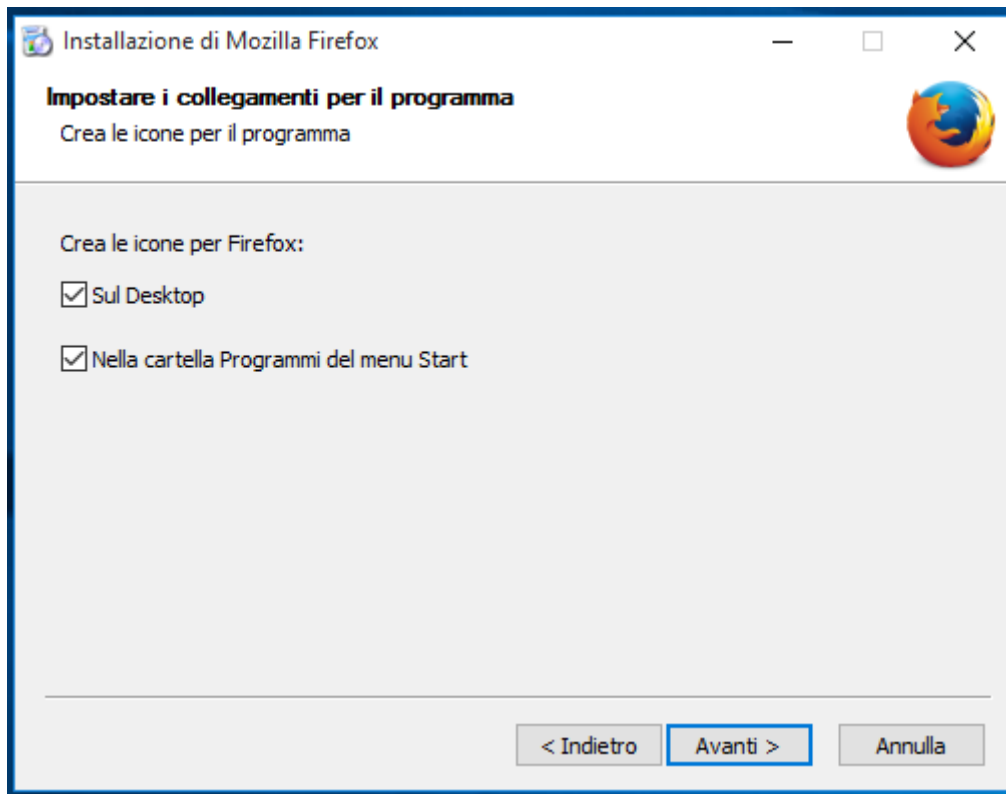 Installazione di Mozilla Firefox
Impostare i collegamenti per il programma
Crea le icone per il programma
Crea le icone per Firefox:
Sul Desktop
Nella cartella Programmi del menu Start
< Indietro
Avanti >
Annulla